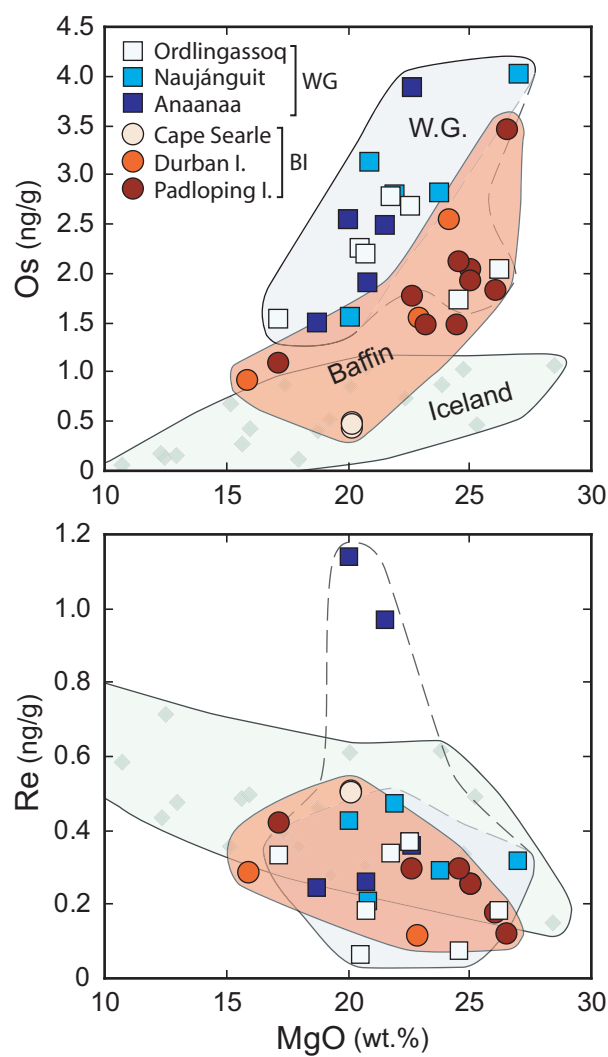 4.0
3.5
3.0
2.5
2.0
1.5
1.0
0.5
0
Os (ng/g)
Ordlingassoq
Naujánguit
Anaanaa
WG
Cape Searle
Durban I.
Padloping I.
BI
W.G.
Baffin
Iceland
10 15 20 25 30
1.2
1.0
0.8
0.6
0.4
0.2
0
Re (ng/g)
10 15 20 25 30
MgO (wt.%)